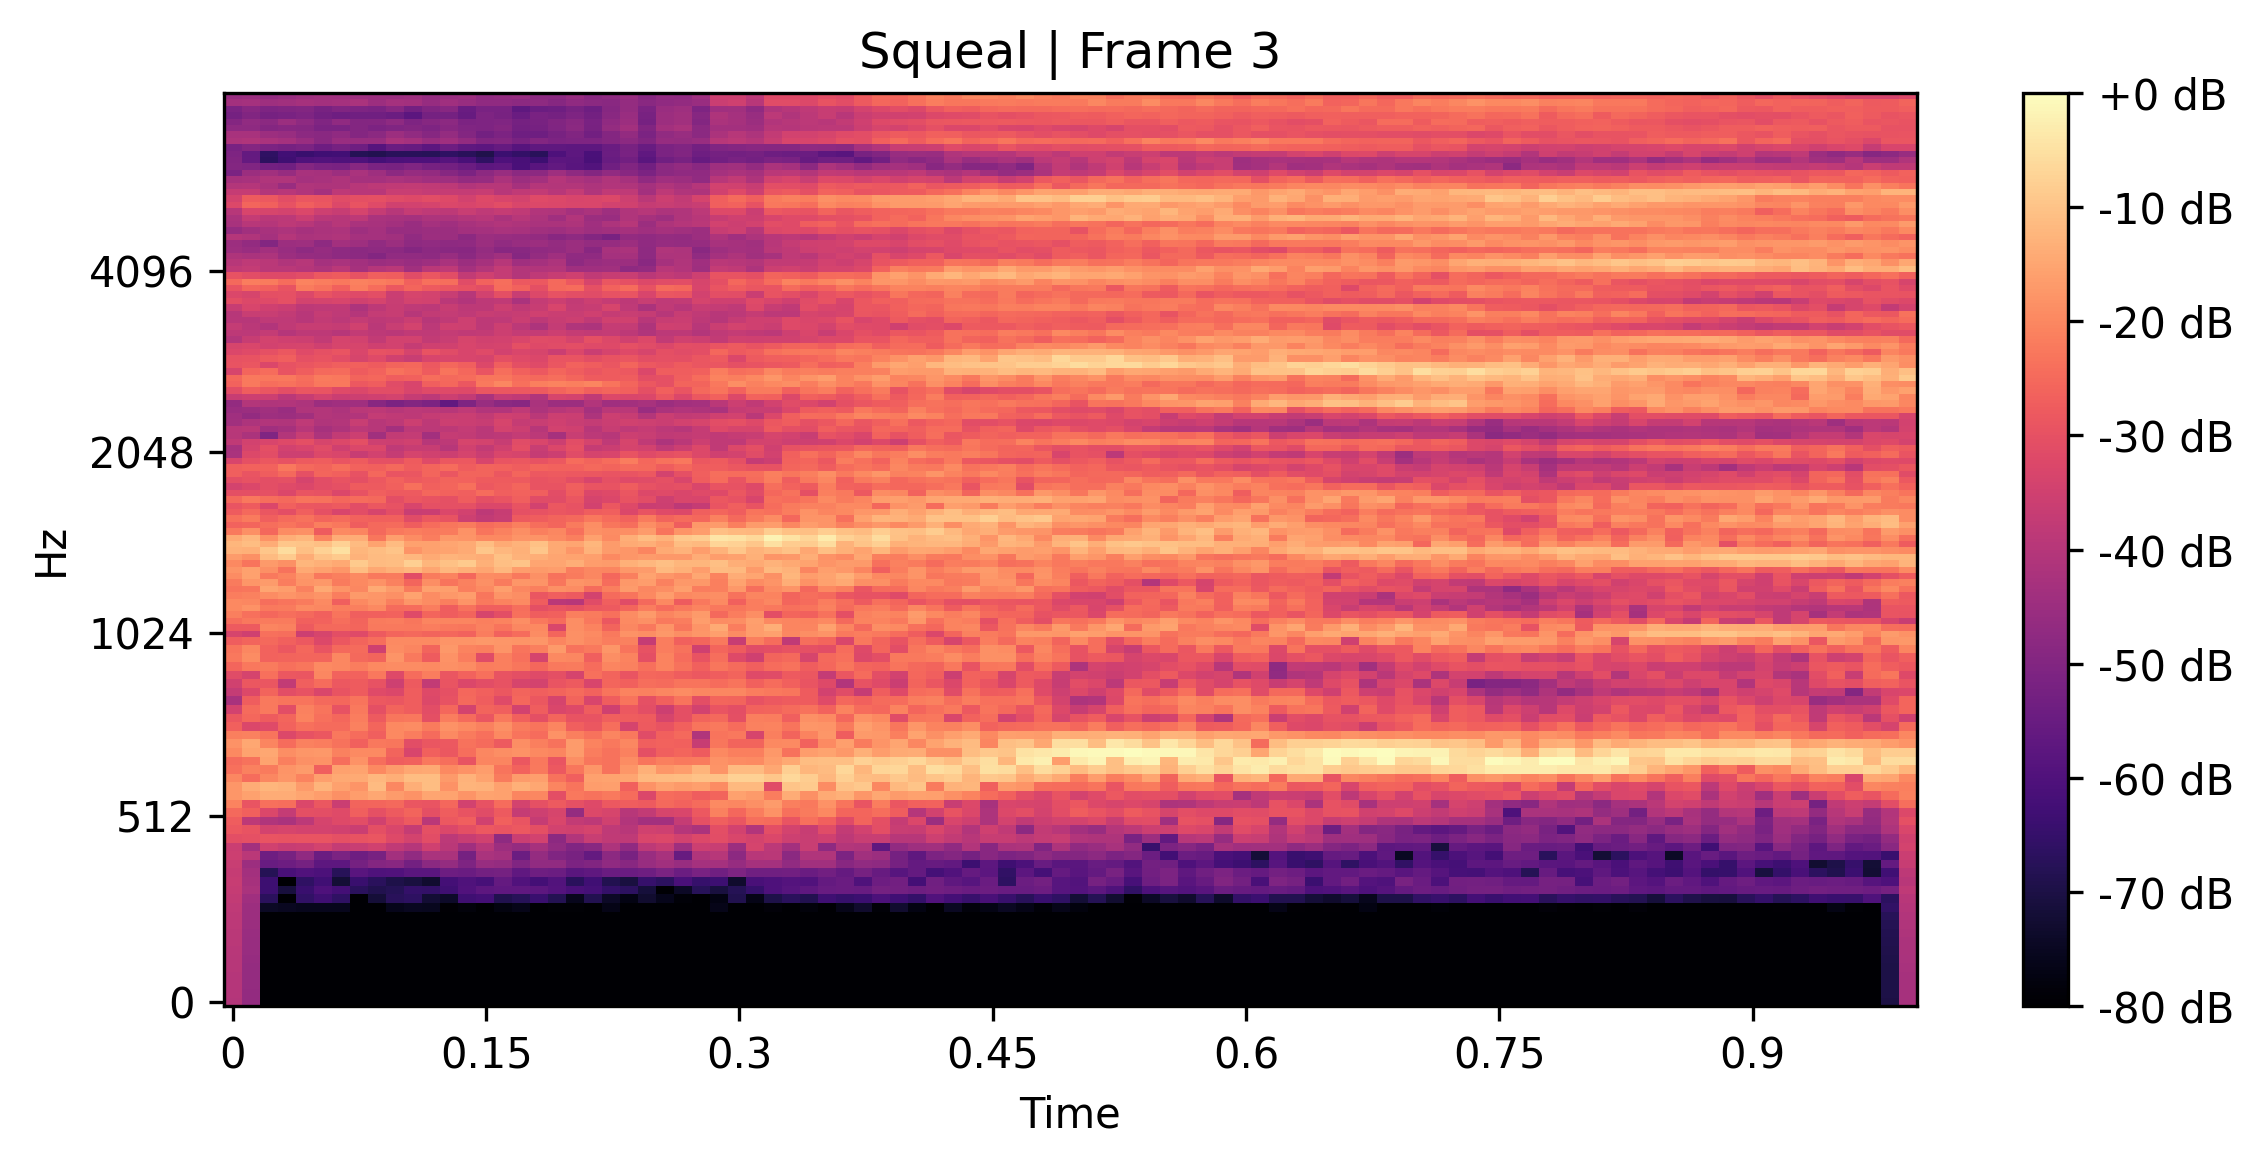 Squeal | Frame 3
Hz
4096
2048
1024
512
0
0 0.15 0.3 0.45 0.6 0.75 0.9
Time
+0 dB
-10 dB
-20 dB
-30 dB
-40 dB
-50 dB
-60 dB
-70 dB
-80 dB